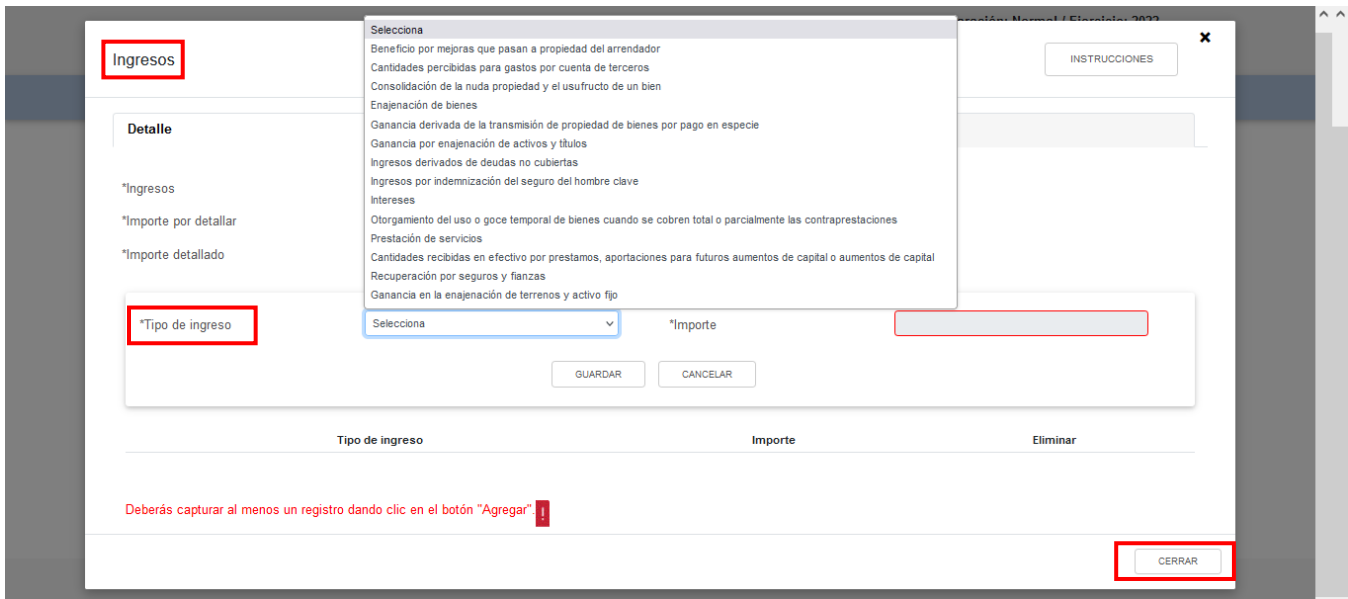 Declaración: Normal / Ejercicio: 2022
Ingresos
INSTRUCCIONES
Detalle
Selecciona
Beneficio por mejoras que pasan a propiedad del arrendador
Cantidades percibidas para gastos por cuenta de terceros
Consolidación de la nuda propiedad y el usufructo de un bien
Enajenación de bienes
Ganancia derivada de la transmisión de propiedad de bienes por pago en especie
Ganancia por enajenación de activos y títulos
Ingresos derivados de deudas no cubiertas
Ingresos por indemnización del seguro del hombre clave
Intereses
Otorgamiento del uso o goce temporal de bienes cuando se cobren total o parcialmente las contraprestaciones
Prestación de servicios
Cantidades recibidas en efectivo por prestamos, aportaciones para futuros aumentos de capital o aumentos de capital
Recuperación por seguros y fianzas
Ganancia en la enajenación de terrenos y activo fijo
*Ingresos
*Importe por detallar
*Importe detallado
*Tipo de ingreso Selecciona *Importe
GUARDAR CANCELAR
Tipo de ingreso Importe Eliminar
Deberás capturar al menos un registro dando clic en el botón "Agregar". !
CERRAR